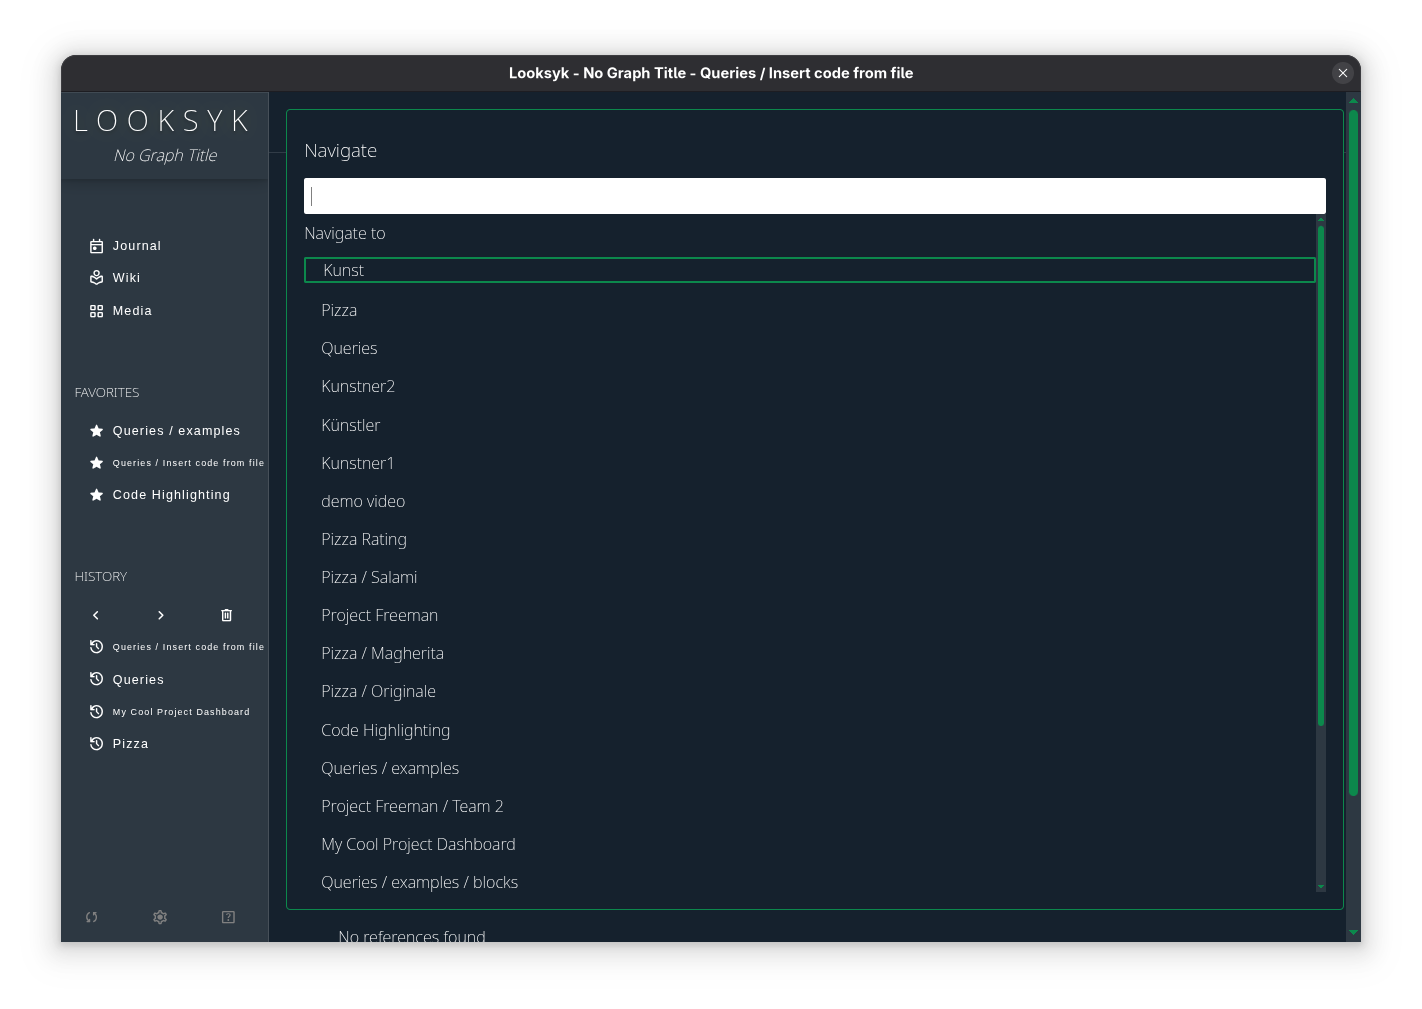 Looksyk - No Graph Title - Queries / Insert code from file
LOOKSYK
No Graph Title
Journal
Wiki
Media
FAVORITES
Queries / examples
Queries / Insert code from file
Code Highlighting
HISTORY
Queries / Insert code from file
Queries
My Cool Project Dashboard
Pizza
Navigate
Navigate to
Kunst
Pizza
Queries
Kunstner2
Künstler
Kunstner1
demo video
Pizza Rating
Pizza / Salami
Project Freeman
Pizza / Magherita
Pizza / Originale
Code Highlighting
Queries / examples
Project Freeman / Team 2
My Cool Project Dashboard
Queries / examples / blocks
No references found